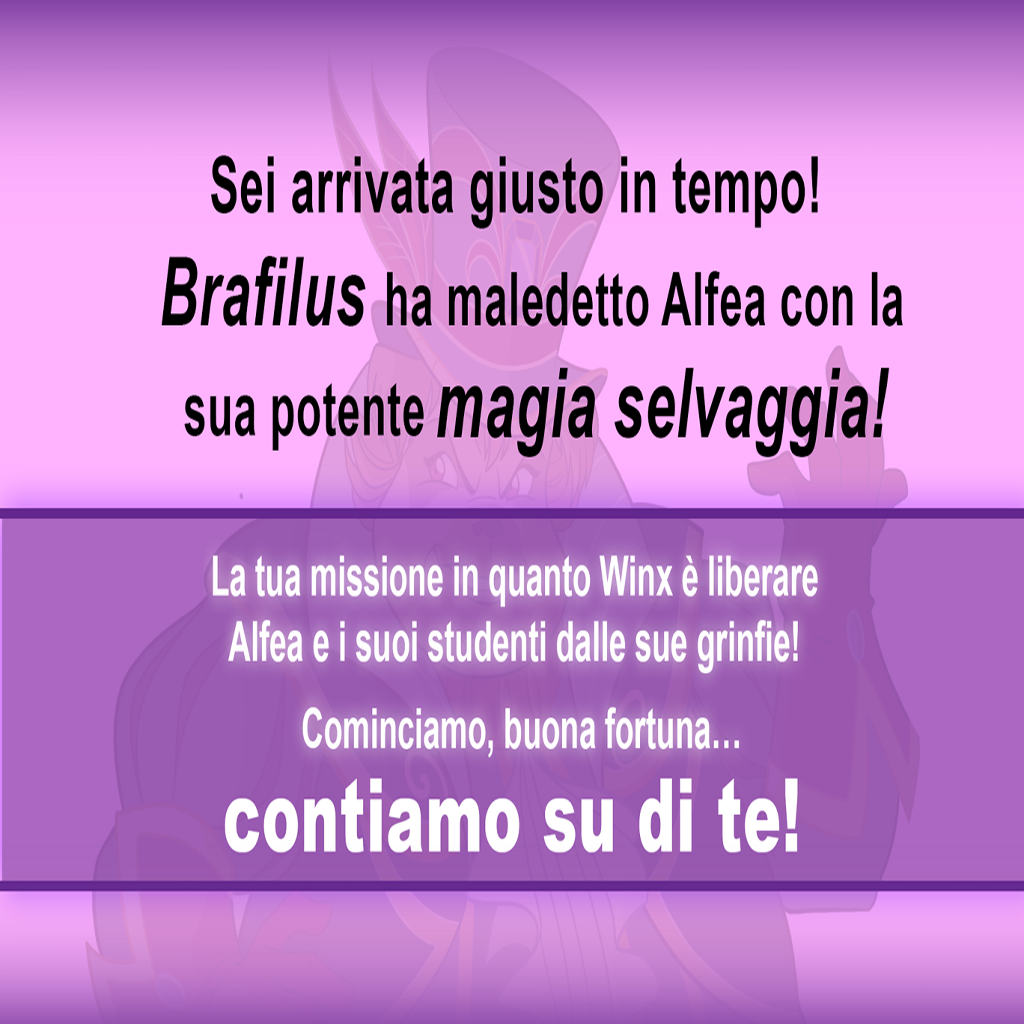 Sei arrivata giusto in tempo!
Brafilus ha maledetto Alfea con la
sua potente magia selvaggia!
La tua missione in quanto Winx è liberare
Alfea e i suoi studenti dalle sue grinfie!
Cominciamo, buona fortuna...
contiamo su di te!